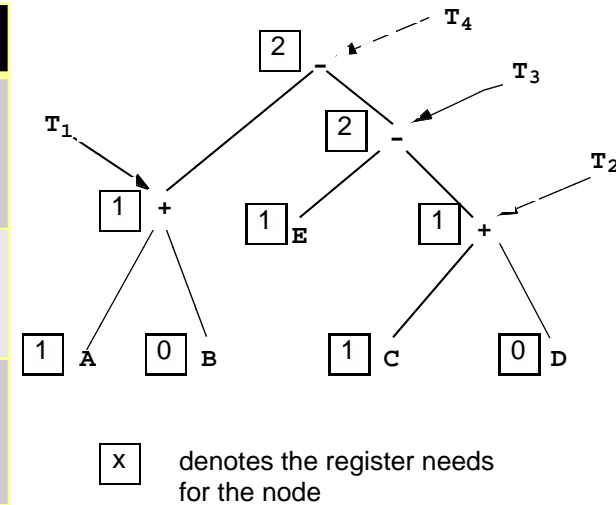 2 - T4
T3
T1 2 -
T2
1 + 1 E 1 +
1 A 0 B 1 C 0 D
x denotes the register needs
for the node